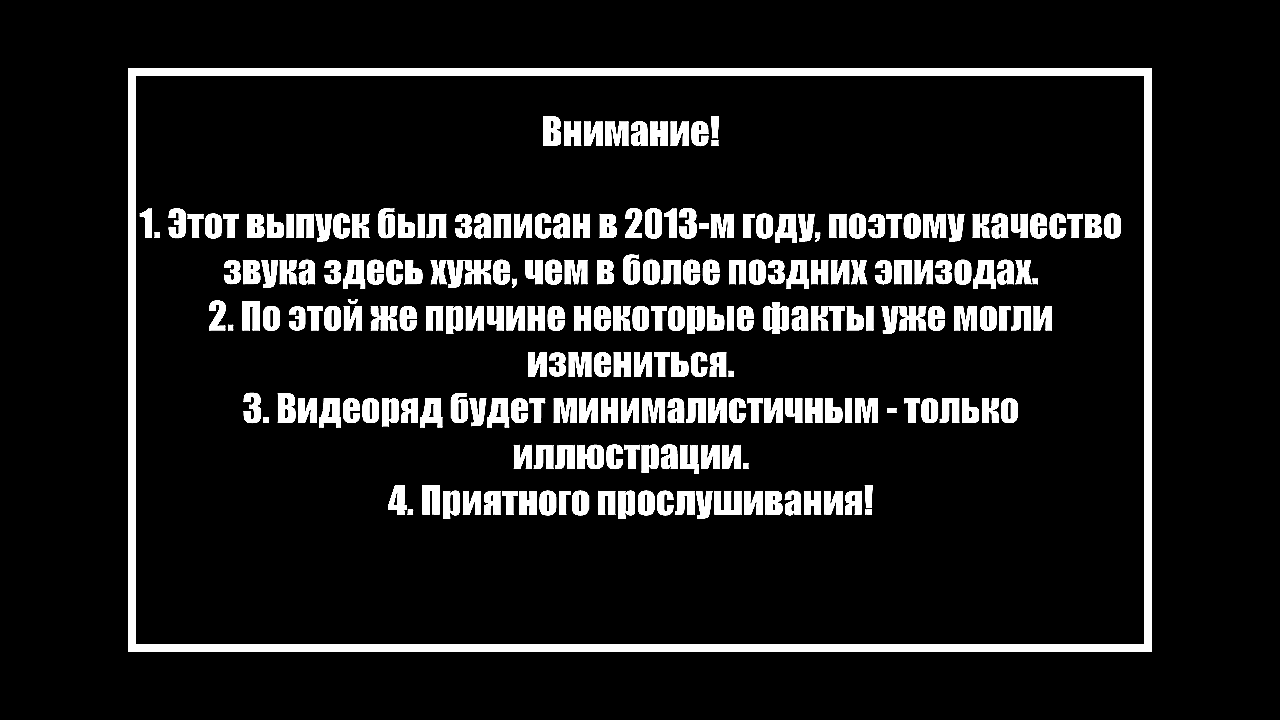 Внимание!
1. Этот выпуск был записан в 2013-м году, поэтому качество
звука здесь хуже, чем в более поздних эпизодах.
2. По этой же причине некоторые факты уже могли
измениться.
3. Видеоряд будет минималистичным - только
иллюстрации.
4. Приятного прослушивания!